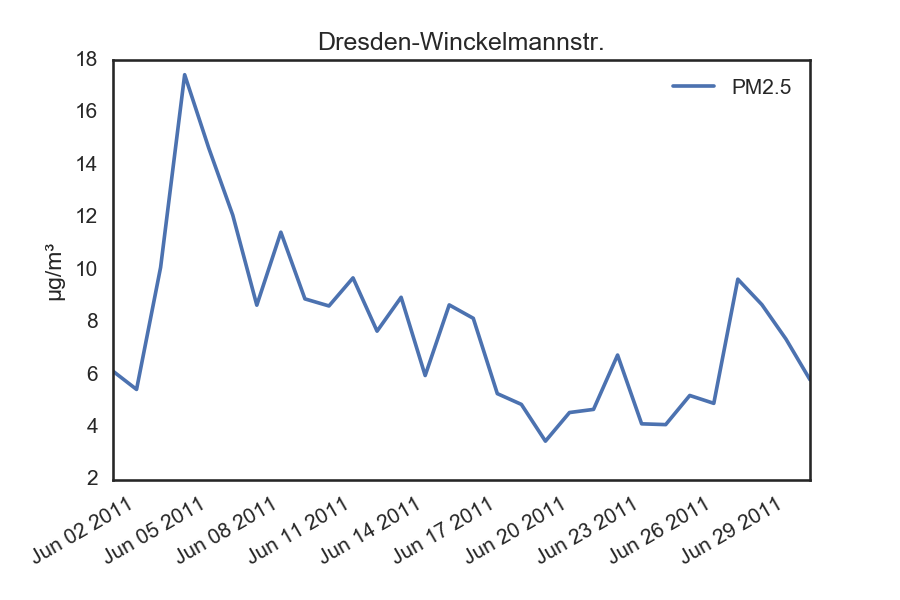 Dresden-Winckelmannstr.
18
16
14
12
10
8
6
4
2
µg/m³
PM2.5
Jun 02 2011
Jun 05 2011
Jun 08 2011
Jun 11 2011
Jun 14 2011
Jun 17 2011
Jun 20 2011
Jun 23 2011
Jun 26 2011
Jun 29 2011